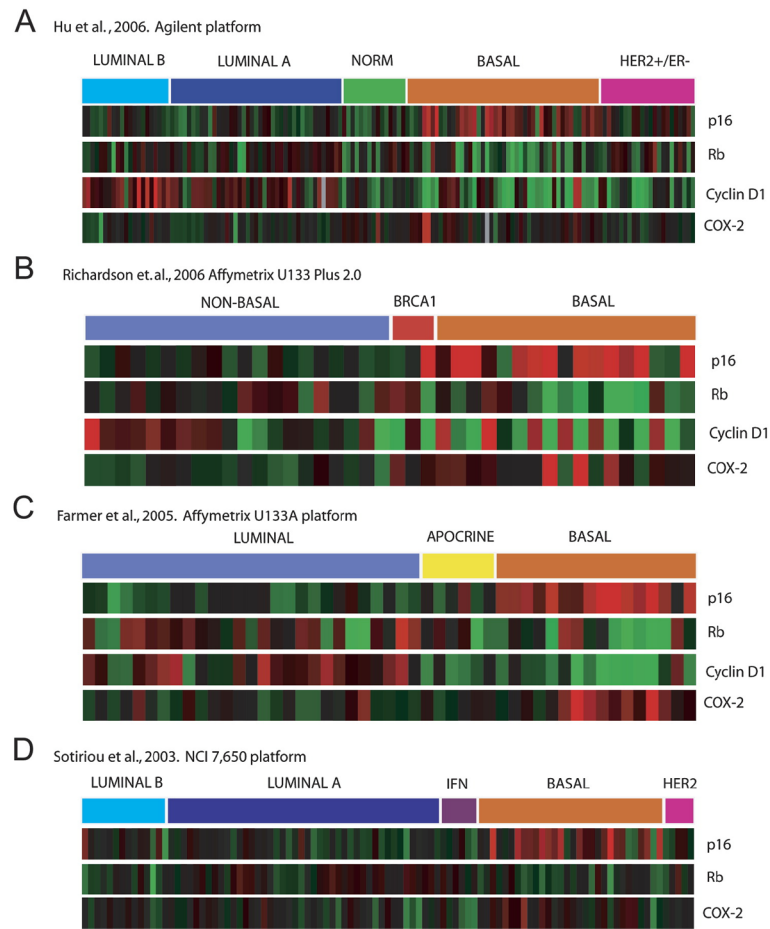 A
Hu et al., 2006. Agilent platform
LUMINAL B LUMINAL A NORM BASAL HER2+/ER-
p16
Rb
Cyclin D1
COX-2
B
Richardson et. al., 2006 Affymetrix U133 Plus 2.0
NON-BASAL BRCA1 BASAL
p16
Rb
Cyclin D1
COX-2
C
Farmer et al., 2005. Affymetrix U133A platform
LUMINAL APOCRINE BASAL
p16
Rb
Cyclin D1
COX-2
D
Sotiriou et al., 2003. NCI 7,650 platform
LUMINAL B LUMINAL A IFN BASAL HER2
p16
Rb
COX-2